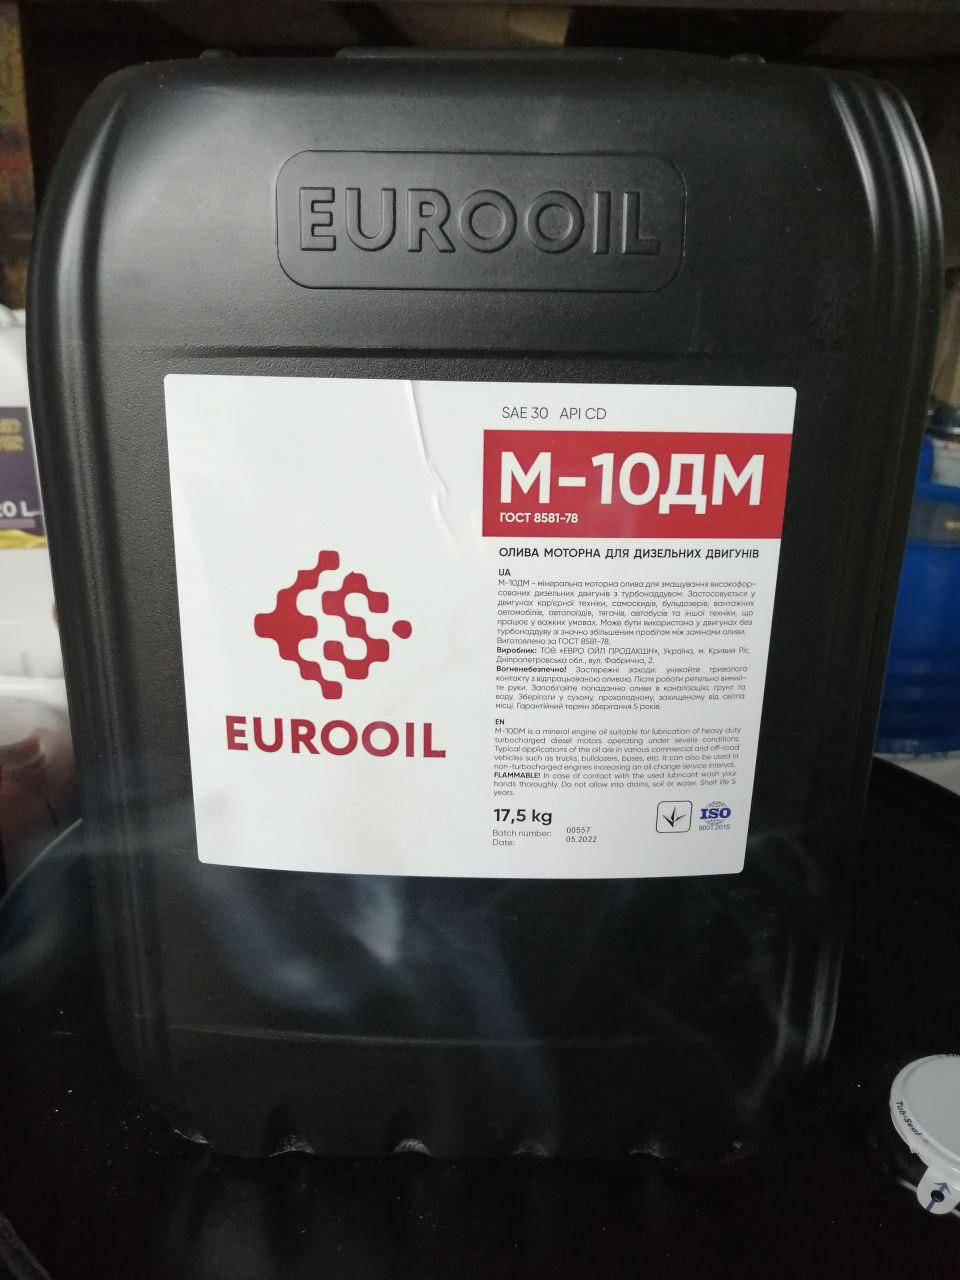 EUROOIL
SAE 30 API CD
М-10ДМ
ГОСТ 8581-78
ОЛИВА МОТОРНА ДЛЯ ДИЗЕЛЬНИХ ДВИГУНІВ
UA
М-10ДМ - мінеральна моторна олива для змащування високофор-
сованих дизельних двигунів з турбонаддувом. Застосовується у
двигунах кар'єрної техніки, самоскидів, бульдозерів, вантажних
автомобілів, автопоїздів, тягачів, автобусів та іншої техніки, що
працює у важких умовах. Може бути використана у двигунах без
турбонаддуву зі значно збільшеним пробігом між замінами оливи.
Виготовлено за ГОСТ 8581-78.
Виробник: ТОВ «ЕВРО ОЙЛ ПРОДАКШН», Україна, м. Кривий Ріг,
Дніпропетровська обл., вул. Фабрична, 2.
Вогненебезпечно! Застережні заходи: уникайте тривалого
контакту з відпрацьованою оливою. Після роботи ретельно вимий-
те руки. Запобігайте попаданню оливи в каналізацію, ґрунт та
воду. Зберігати у сухому, прохолодному, захищеному від світла
місці. Гарантійний термін зберігання 5 років.
EN
M-10DM is a mineral engine oil suitable for lubrication of heavy duty
turbocharged diesel motors operating under severe conditions.
Typical applications of the oil are in various commercial and off-road
vehicles such as trucks, bulldozers, buses, etc. It can also be used in
non-turbocharged engines increasing an oil change service interval.
FLAMMABLE! In case of contact with the used lubricant wash your
hands thoroughly. Do not allow into drains, soil or water. Shelf life 5
years.
EUROOIL
17,5 kg
Batch number: 00557
Date: 05.2022
ISO
9001:2015
20 L
Tab-Seal